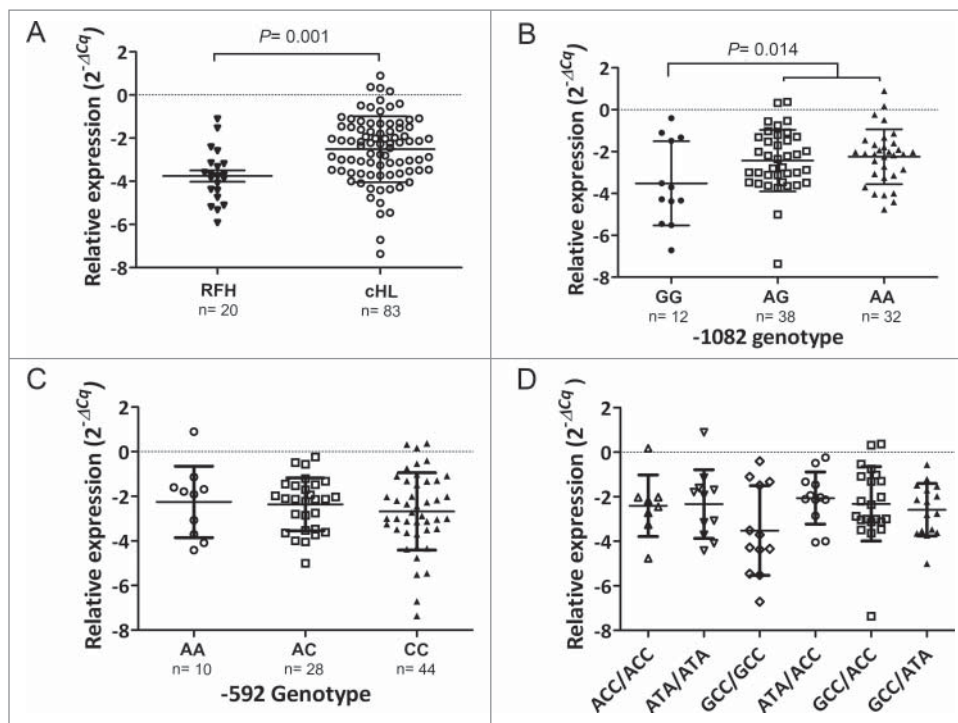 A
P= 0.001
Relative expression (2^-ΔCq)
2
0
-2
-4
-6
-8
RFH
cHL
n= 20
n= 83
B
P= 0.014
Relative expression (2^-ΔCq)
2
0
-2
-4
-6
-8
GG
AG
AA
n= 12
n= 38
n= 32
-1082 genotype
C
Relative expression (2^-ΔCq)
2
0
-2
-4
-6
-8
AA
AC
CC
n= 10
n= 28
n= 44
-592 Genotype
D
Relative expression (2^-ΔCq)
2
0
-2
-4
-6
-8
ACC/ACC
ATA/ATA
GCC/GCC
ATA/ACC
GCC/ACC
GCC/ATA